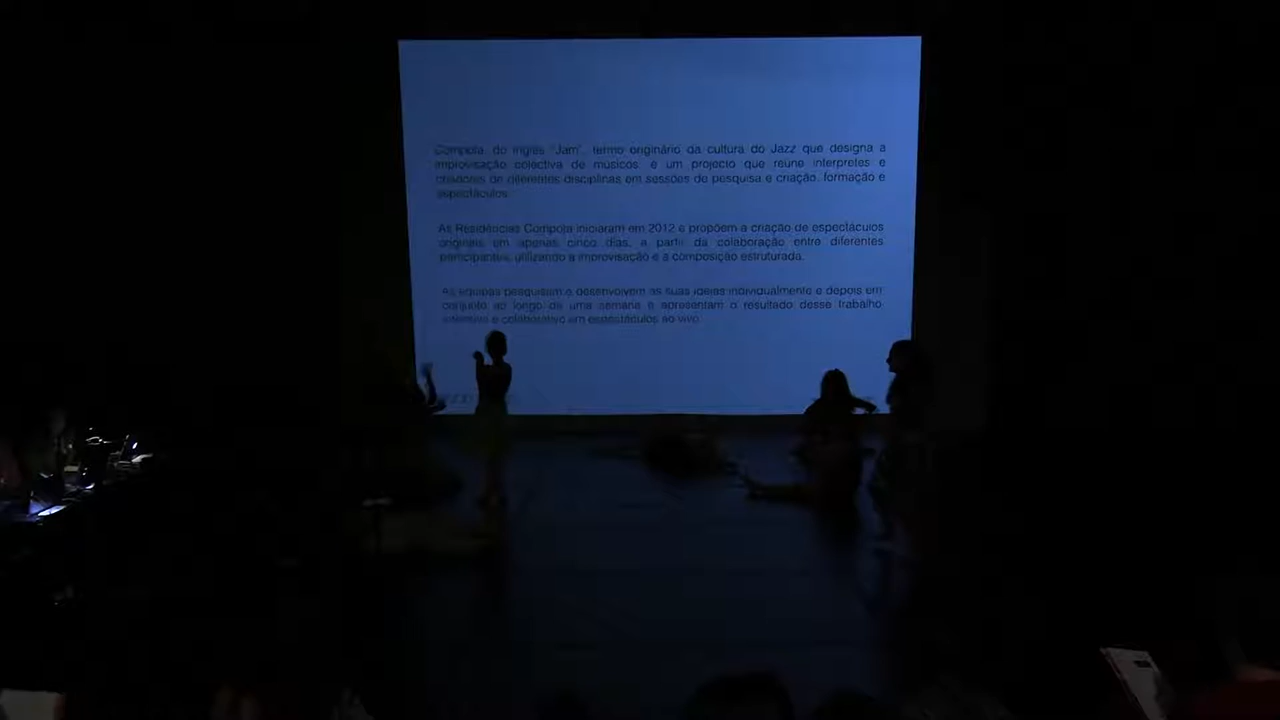 Compota, do inglês "Jam", termo originário da cultura do Jazz que designa a
improvisação colectiva de músicos, é um projecto que reúne intérpretes e
criadores de diferentes disciplinas em sessões de pesquisa e criação, formação e
espectáculos.
As Residências Compota iniciaram em 2012 e propõem a criação de espectáculos
originais em apenas cinco dias, a partir da colaboração entre diferentes
participantes, utilizando a improvisação e a composição estruturada.
As equipas pesquisam e desenvolvem as suas ideias individualmente e depois em
conjunto ao longo de uma semana e apresentam o resultado desse trabalho
intensivo e colaborativo em espectáculos ao vivo.